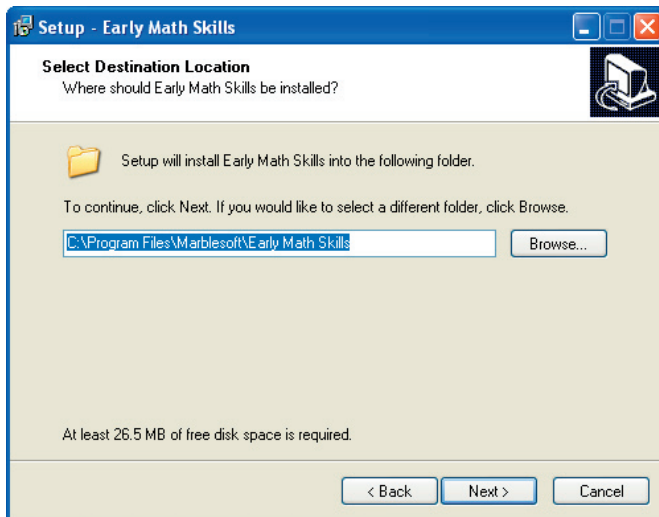 Setup - Early Math Skills
Select Destination Location
Where should Early Math Skills be installed?
Setup will install Early Math Skills into the following folder.
To continue, click Next. If you would like to select a different folder, click Browse.
C:\Program Files\Marblesoft\Early Math Skills
Browse...
At least 26.5 MB of free disk space is required.
< Back
Next >
Cancel